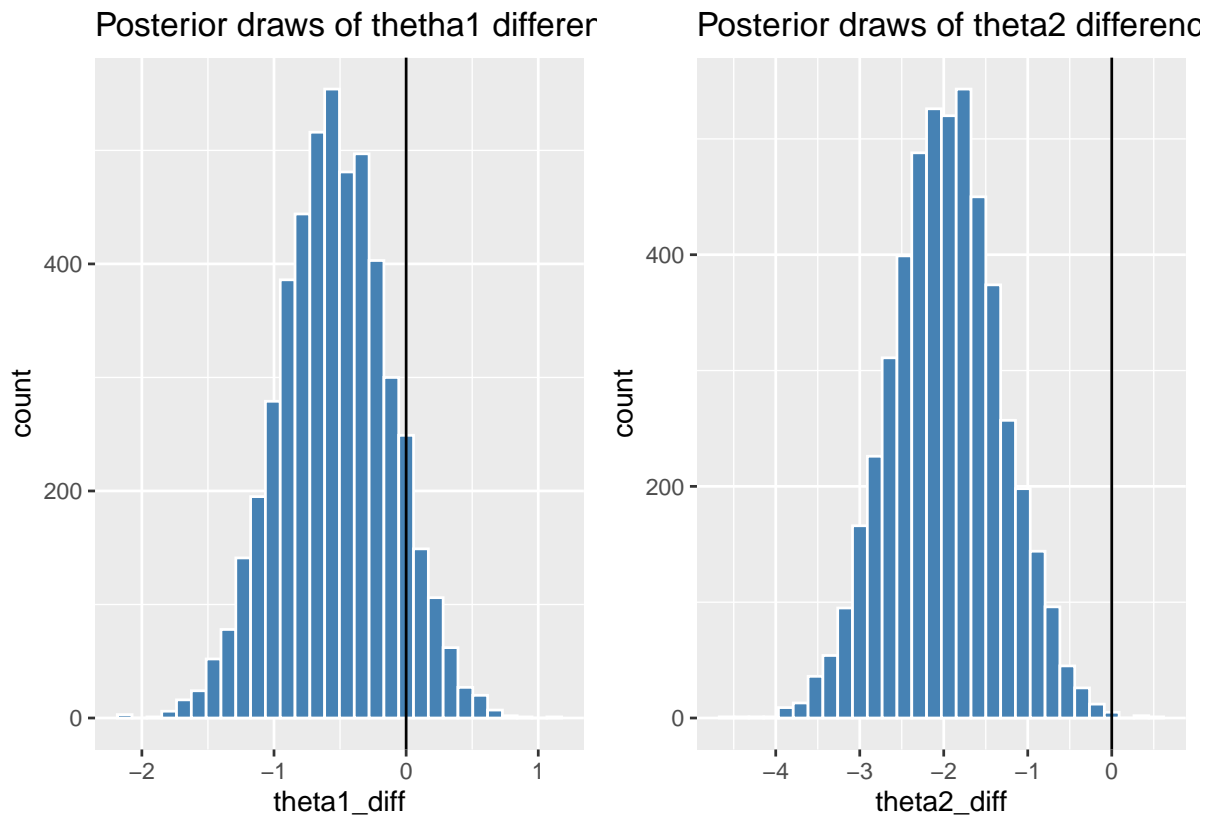 Posterior draws of thetha1 differer
count
400
200
0
−2 −1 0 1
theta1_diff
Posterior draws of theta2 differenc
count
400
200
0
−4 −3 −2 −1 0
theta2_diff